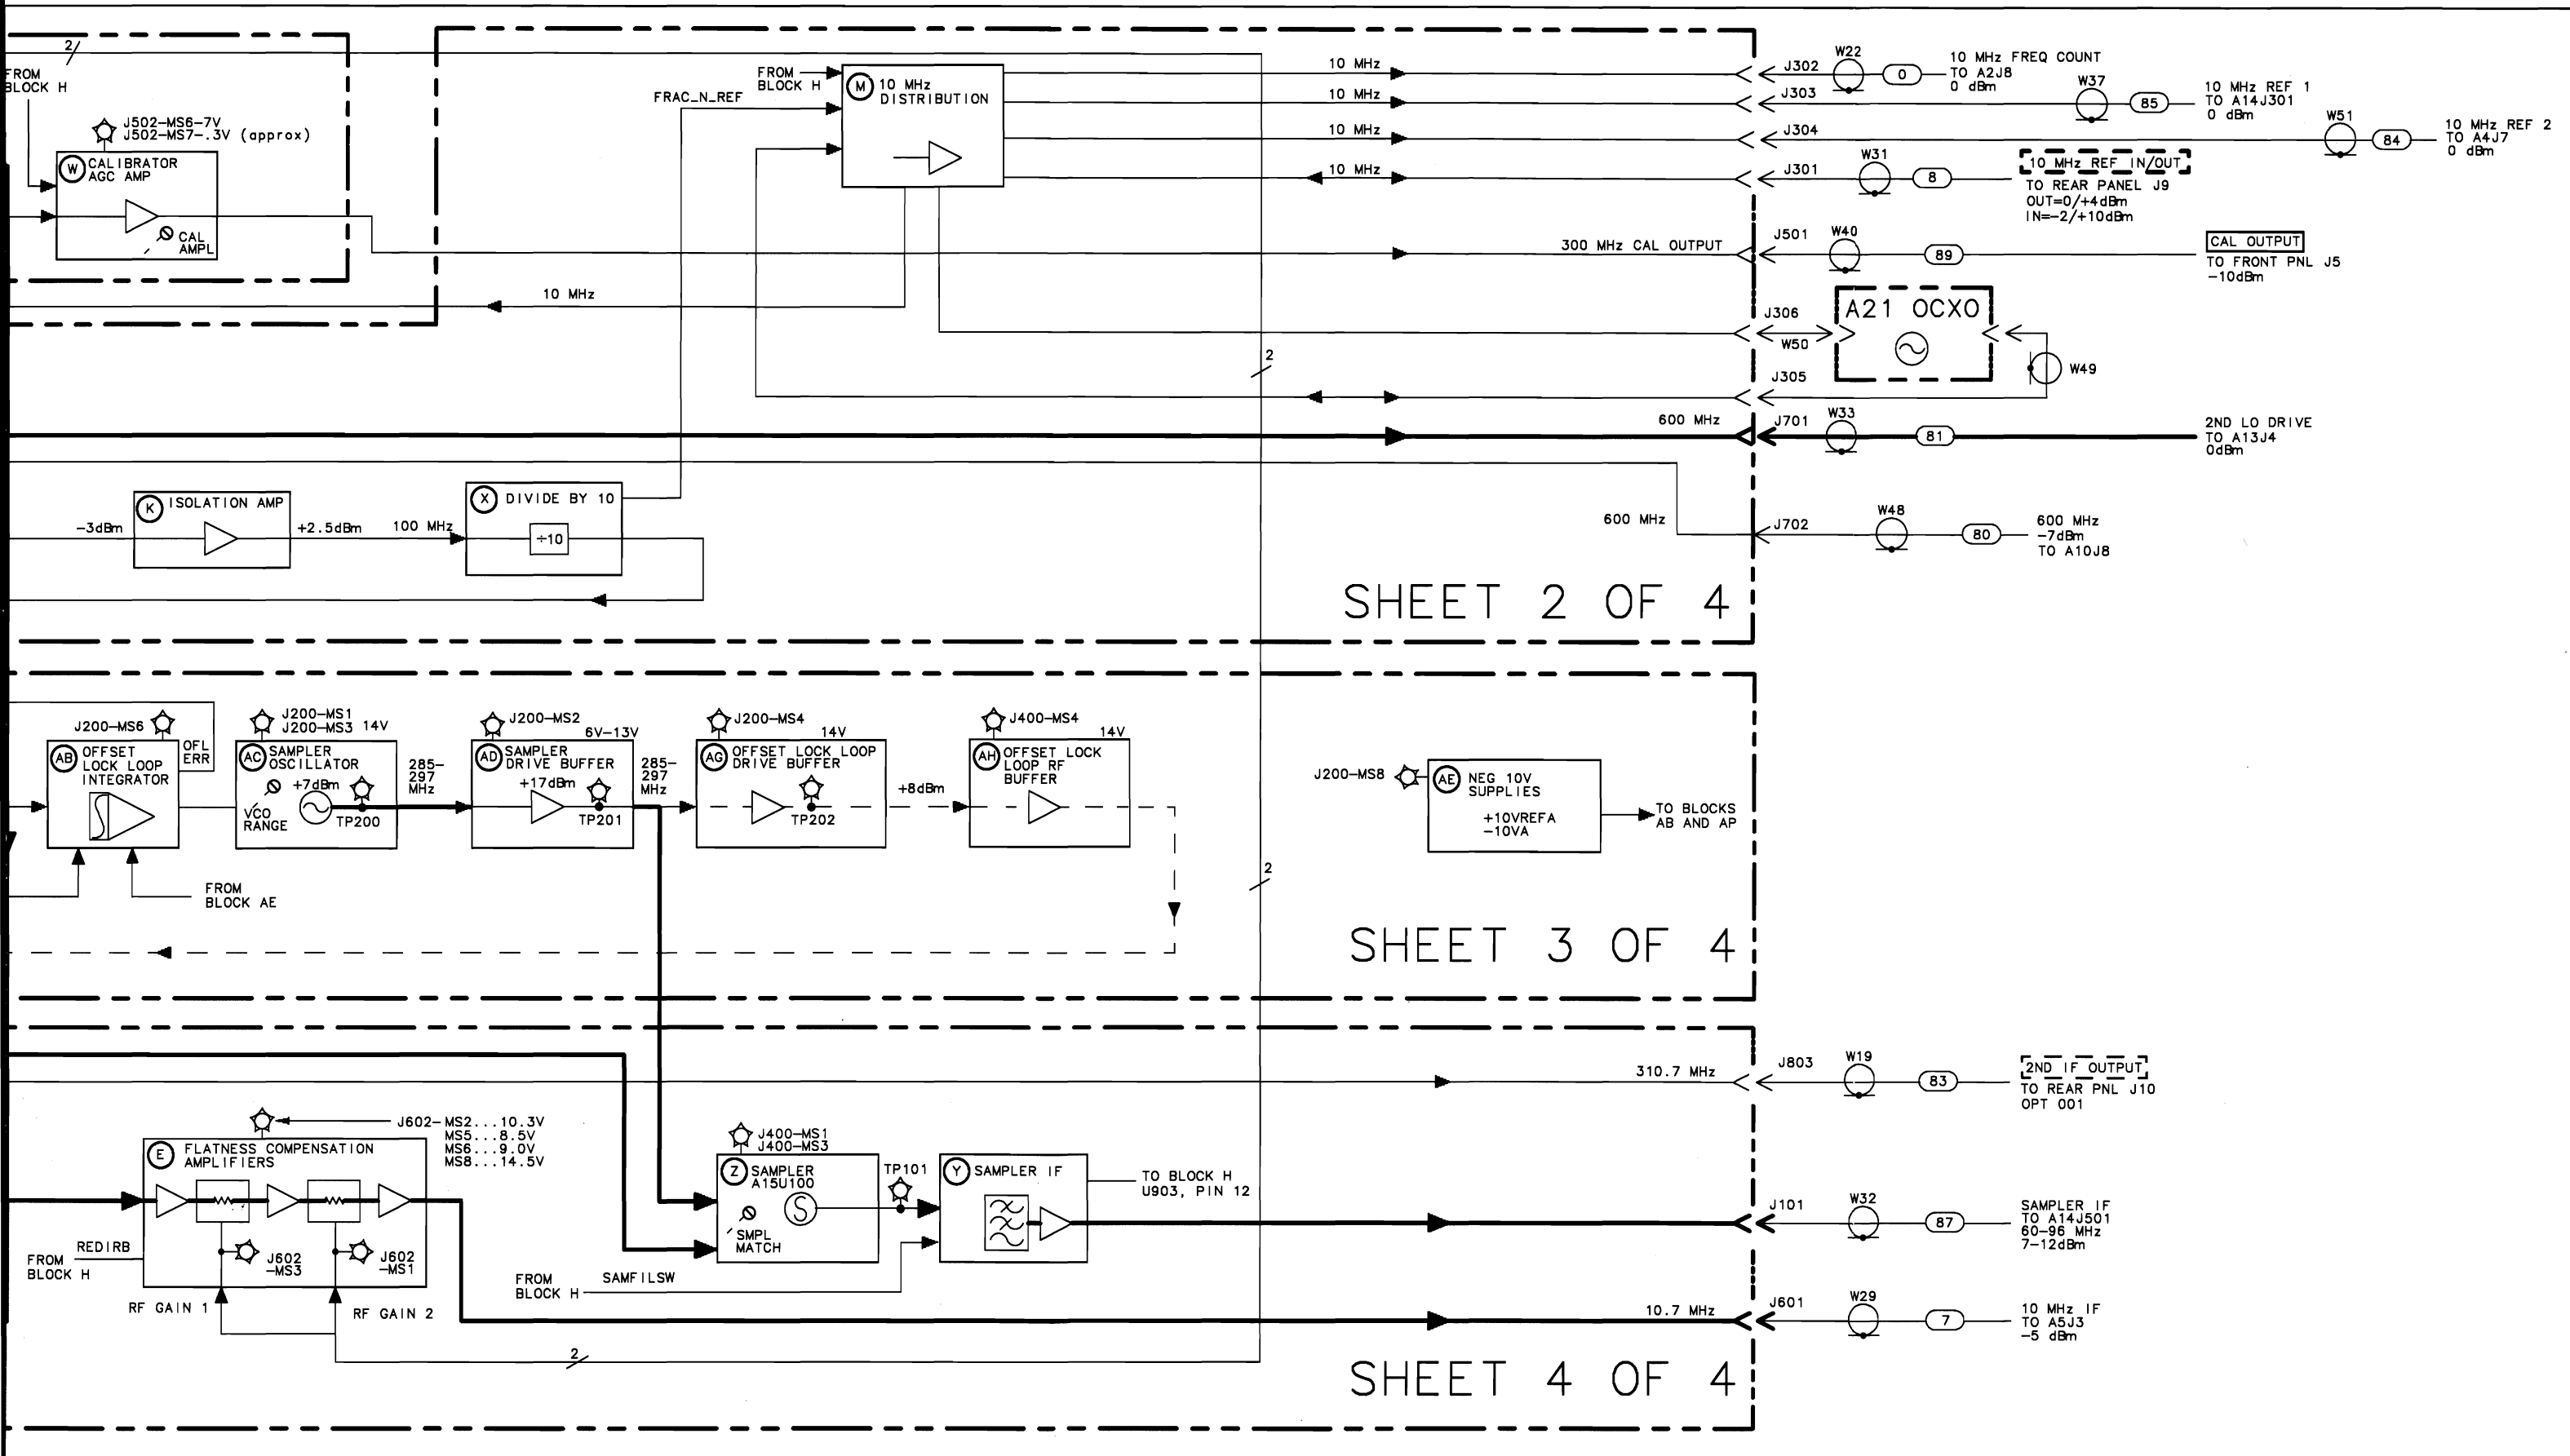 2
FROM
BLOCK H
J502-MS6-7V
J502-MS7-.3V (approx)
W
CALIBRATOR
AGC AMP
CAL
AMPL
FROM
BLOCK H
FRAC_N_REF
M
10 MHz
DISTRIBUTION
10 MHz
10 MHz
10 MHz
10 MHz
10 MHz
300 MHz CAL OUTPUT
J302
W22
0
10 MHz FREQ COUNT
TO A2J8
0 dBm
J303
W37
85
10 MHz REF 1
TO A14J301
0 dBm
J304
W51
84
10 MHz REF 2
TO A4J7
0 dBm
J301
W31
8
10 MHz REF IN/OUT
TO REAR PANEL J9
OUT=0/+4dBm
IN=-2/+10dBm
J501
W40
89
CAL OUTPUT
TO FRONT PNL J5
-10dBm
J306
W50
A21 OCXO
W49
2
J305
600 MHz
J701
W33
81
2ND LO DRIVE
TO A13J4
0dBm
-3dBm
K
ISOLATION AMP
+2.5dBm
100 MHz
X
DIVIDE BY 10
÷10
600 MHz
J702
W48
80
600 MHz
-7dBm
TO A10J8
SHEET 2 OF 4
J200-MS6
OFL
ERR
AB
OFFSET
LOCK LOOP
INTEGRATOR
FROM
BLOCK AE
J200-MS1
J200-MS3 14V
AC
SAMPLER
OSCILLATOR
+7dBm
VCO
RANGE
TP200
285-
297
MHz
J200-MS2
6V-13V
AD
SAMPLER
DRIVE BUFFER
+17dBm
TP201
285-
297
MHz
J200-MS4
14V
AG
OFFSET LOCK LOOP
DRIVE BUFFER
TP202
+8dBm
J400-MS4
14V
AH
OFFSET LOCK
LOOP RF
BUFFER
J200-MS8
AE
NEG 10V
SUPPLIES
+10VREFA
-10VA
TO BLOCKS
AB AND AP
2
SHEET 3 OF 4
310.7 MHz
J803
W19
83
2ND IF OUTPUT
TO REAR PNL J10
OPT 001
J602-MS2...10.3V
MS5...8.5V
MS6...9.0V
MS8...14.5V
E
FLATNESS COMPENSATION
AMPLIFIERS
J602
-MS3
J602
-MS1
REDIRB
FROM
BLOCK H
RF GAIN 1
RF GAIN 2
J400-MS1
J400-MS3
Z
SAMPLER
A15U100
S
SMPL
MATCH
TP101
Y
SAMPLER IF
TO BLOCK H
U903, PIN 12
FROM
BLOCK H
SAMFILSW
J101
W32
87
SAMPLER IF
TO A14J501
60-96 MHz
7-12dBm
10.7 MHz
J601
W29
7
10 MHz IF
TO A5J3
-5 dBm
2
SHEET 4 OF 4